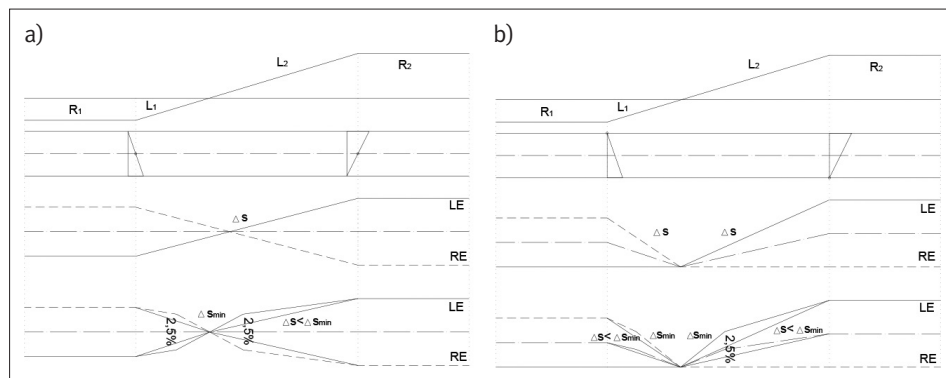 a)
L2
R2
R1
L1
△ S
LE
RE
2,5%
△ Smin
2,5%
△S< △Smin
LE
RE
b)
L2
R2
R1
L1
△ S
△ S
LE
RE
△S< △Smin
△Smin
△Smin
2,5%
△S< △Smin
LE
RE